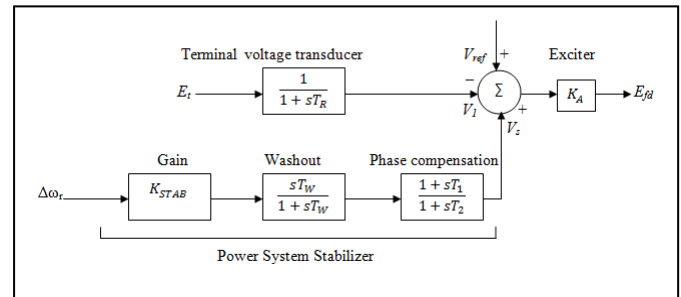 Terminal voltage transducer
V_ref + Exciter
E_t
1
1 + sT_R
−
Σ
K_A
E_fd
V_1
+
V_s
Gain Washout Phase compensation
Δω_r
K_STAB
sT_W
1 + sT_W
1 + sT_1
1 + sT_2
Power System Stabilizer